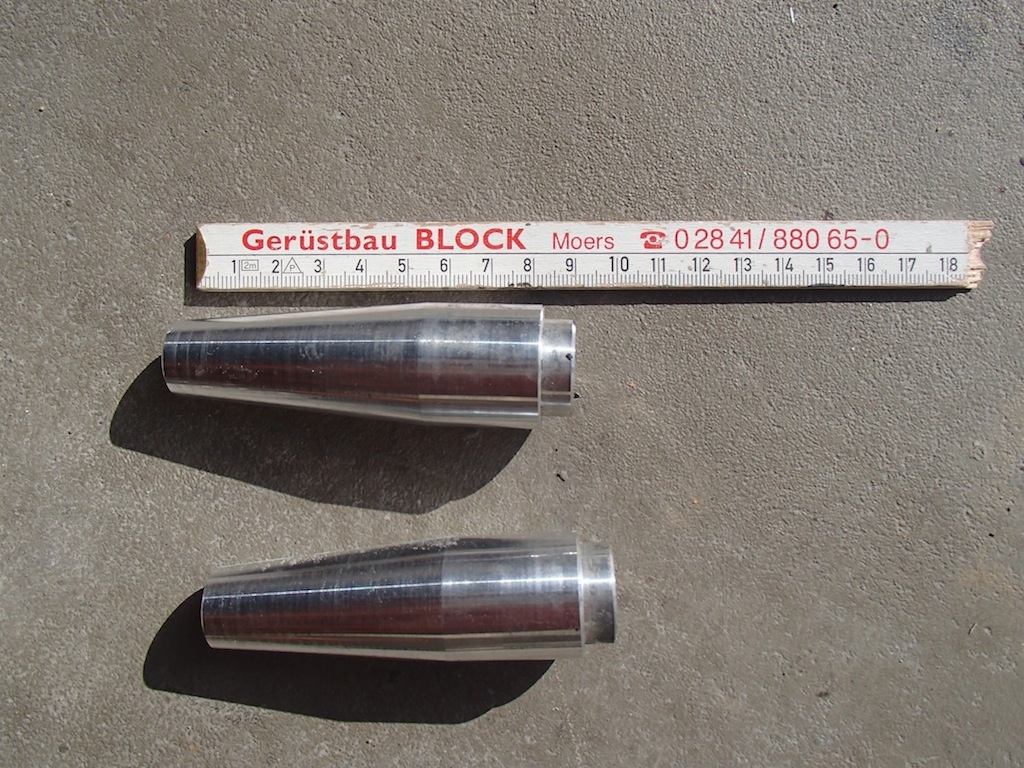 Gerüstbau BLOCK Moers ☎ 0 28 41 / 880 65-0
1 2m 2 P 3 4 5 6 7 8 9 10 11 12 13 14 15 16 17 18